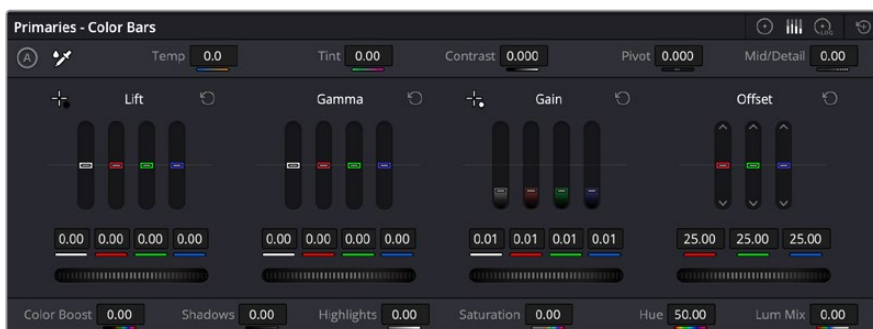 Primaries - Color Bars
LOG
A Temp 0.0 Tint 0.00 Contrast 0.000 Pivot 0.000 Mid/Detail 0.00
Lift Gamma Gain Offset
0.00 0.00 0.00 0.00 0.00 0.00 0.00 0.00 0.01 0.01 0.01 0.01 25.00 25.00 25.00
Color Boost 0.00 Shadows 0.00 Highlights 0.00 Saturation 0.00 Hue 50.00 Lum Mix 0.00